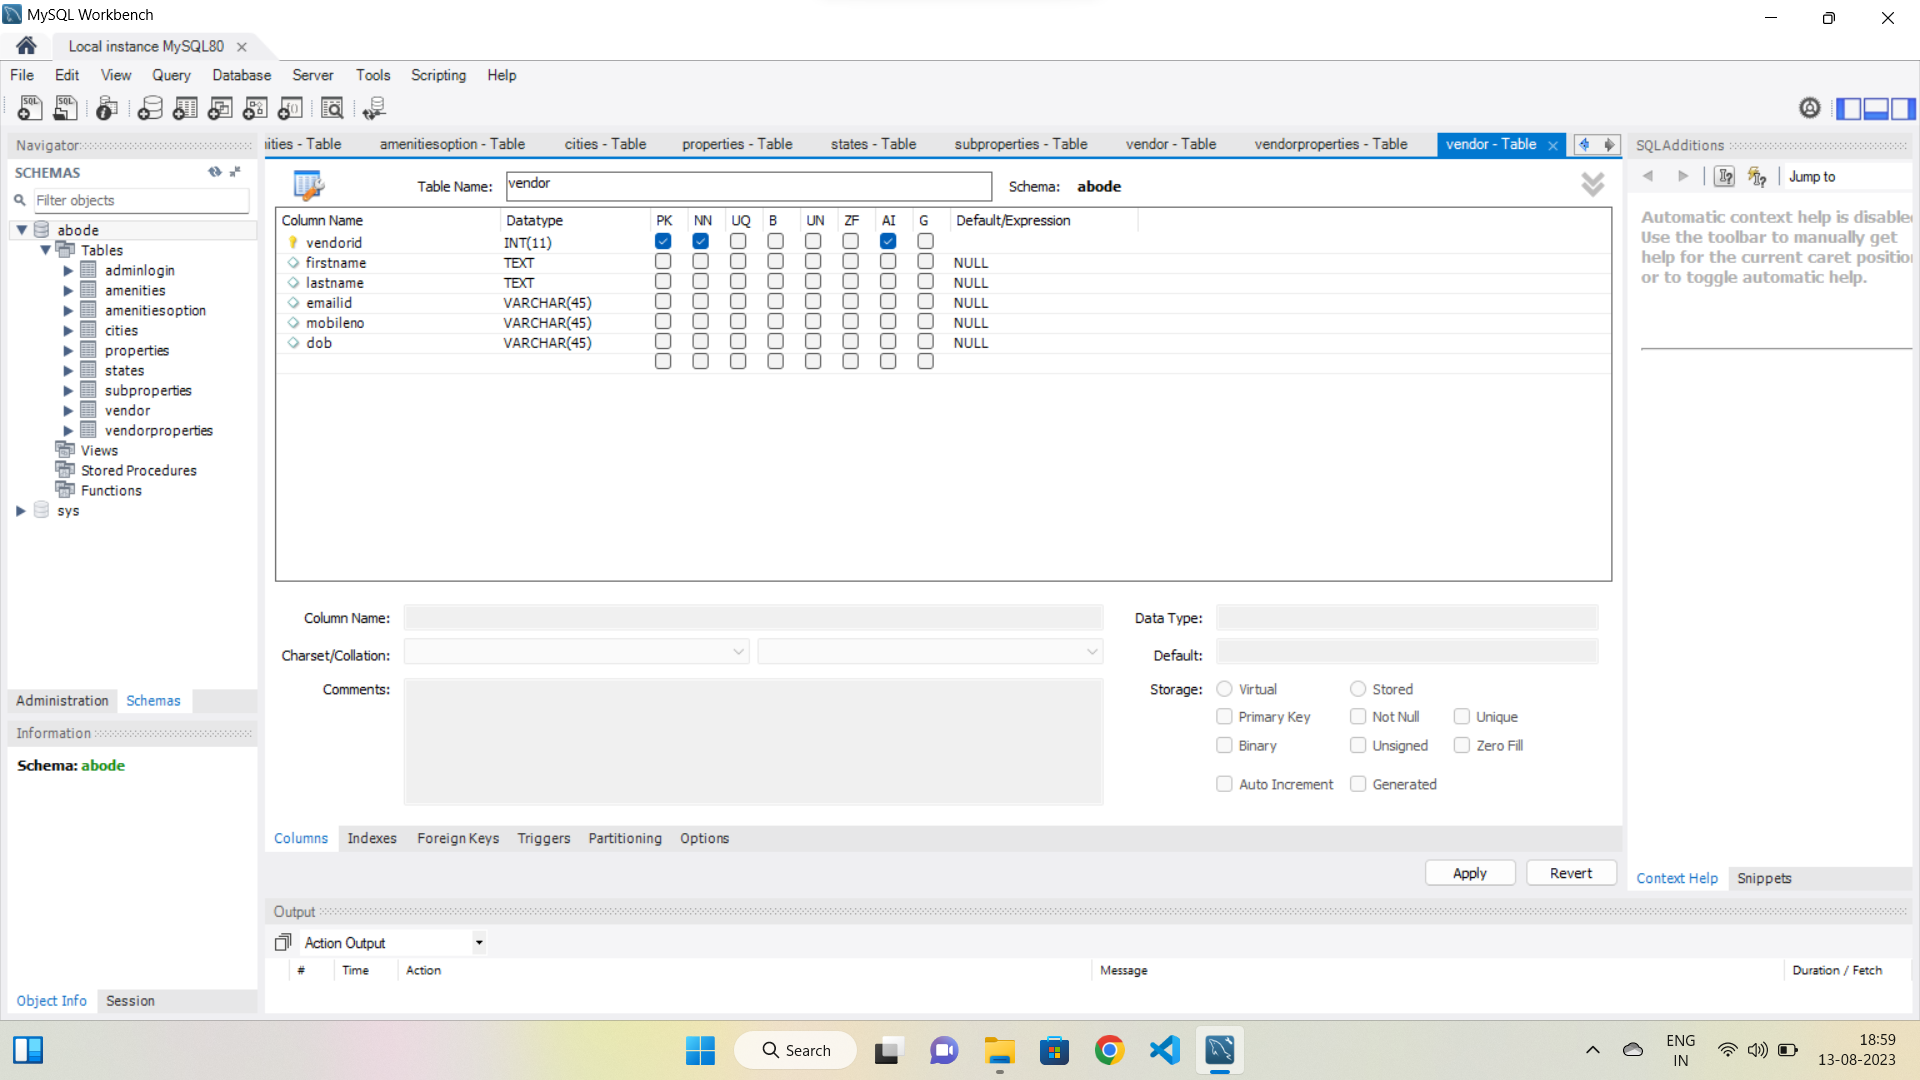 MySQL Workbench
Local instance MySQL80
File Edit View Query Database Server Tools Scripting Help
Navigator
SCHEMAS
Filter objects
abode
Tables
adminlogin
amenities
amenitiesoption
cities
properties
states
subproperties
vendor
vendorproperties
Views
Stored Procedures
Functions
sys
Administration Schemas
Information
Schema: abode
Object Info Session
ities - Table amenitiesoption - Table cities - Table properties - Table states - Table subproperties - Table vendor - Table vendorproperties - Table vendor - Table
Table Name: vendor Schema: abode
Column Name Datatype PK NN UQ B UN ZF AI G Default/Expression
vendorid INT(11)
firstname TEXT NULL
lastname TEXT NULL
emailid VARCHAR(45) NULL
mobileno VARCHAR(45) NULL
dob VARCHAR(45) NULL
Column Name: Data Type:
Charset/Collation: Default:
Comments: Storage: Virtual Stored
Primary Key Not Null Unique
Binary Unsigned Zero Fill
Auto Increment Generated
Columns Indexes Foreign Keys Triggers Partitioning Options
Apply Revert
SQLAdditions
Jump to
Automatic context help is disable
Use the toolbar to manually get
help for the current caret positio
or to toggle automatic help.
Context Help Snippets
Output
Action Output
# Time Action Message Duration / Fetch
Search
ENG
IN
18:59
13-08-2023